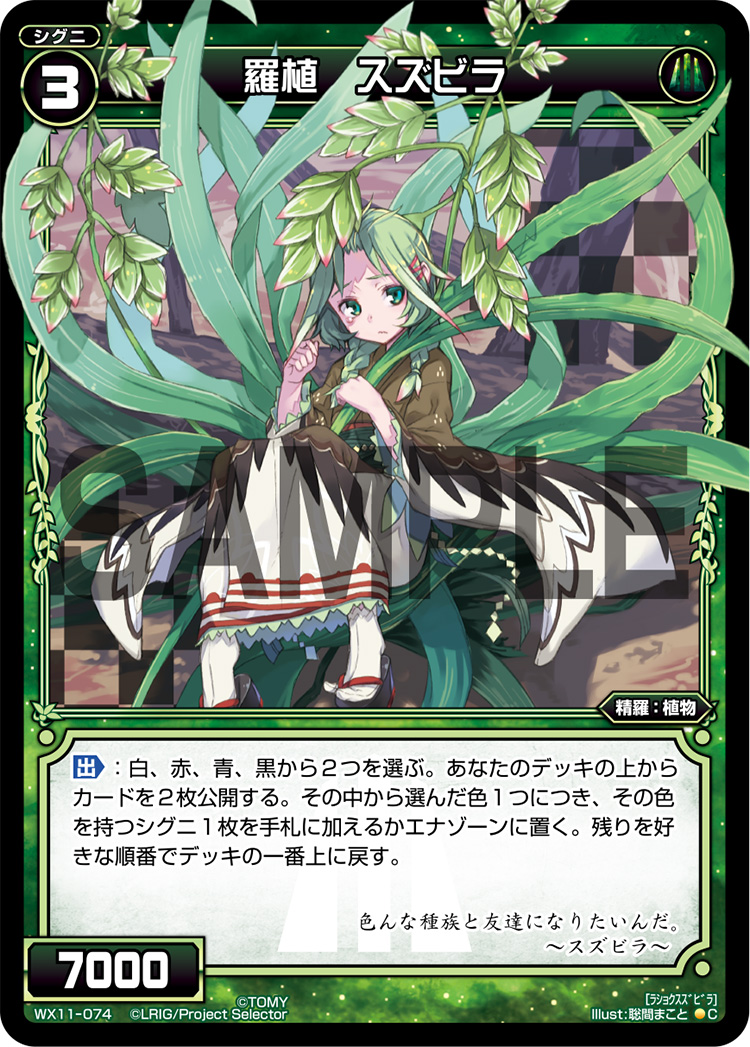 シグニ
3
羅植　スズビラ
SAMPLE
精羅：植物
出：白、赤、青、黒から２つを選ぶ。あなたのデッキの上から
カードを２枚公開する。その中から選んだ色１つにつき、その色
を持つシグニ１枚を手札に加えるかエナゾーンに置く。残りを好
きな順番でデッキの一番上に戻す。
色んな種族と友達になりたいんだ。
～スズビラ～
7000
WX11-074 ©LRIG/Project Selector
©TOMY
[ラショクスズビラ]
Illust:聡間まこと C